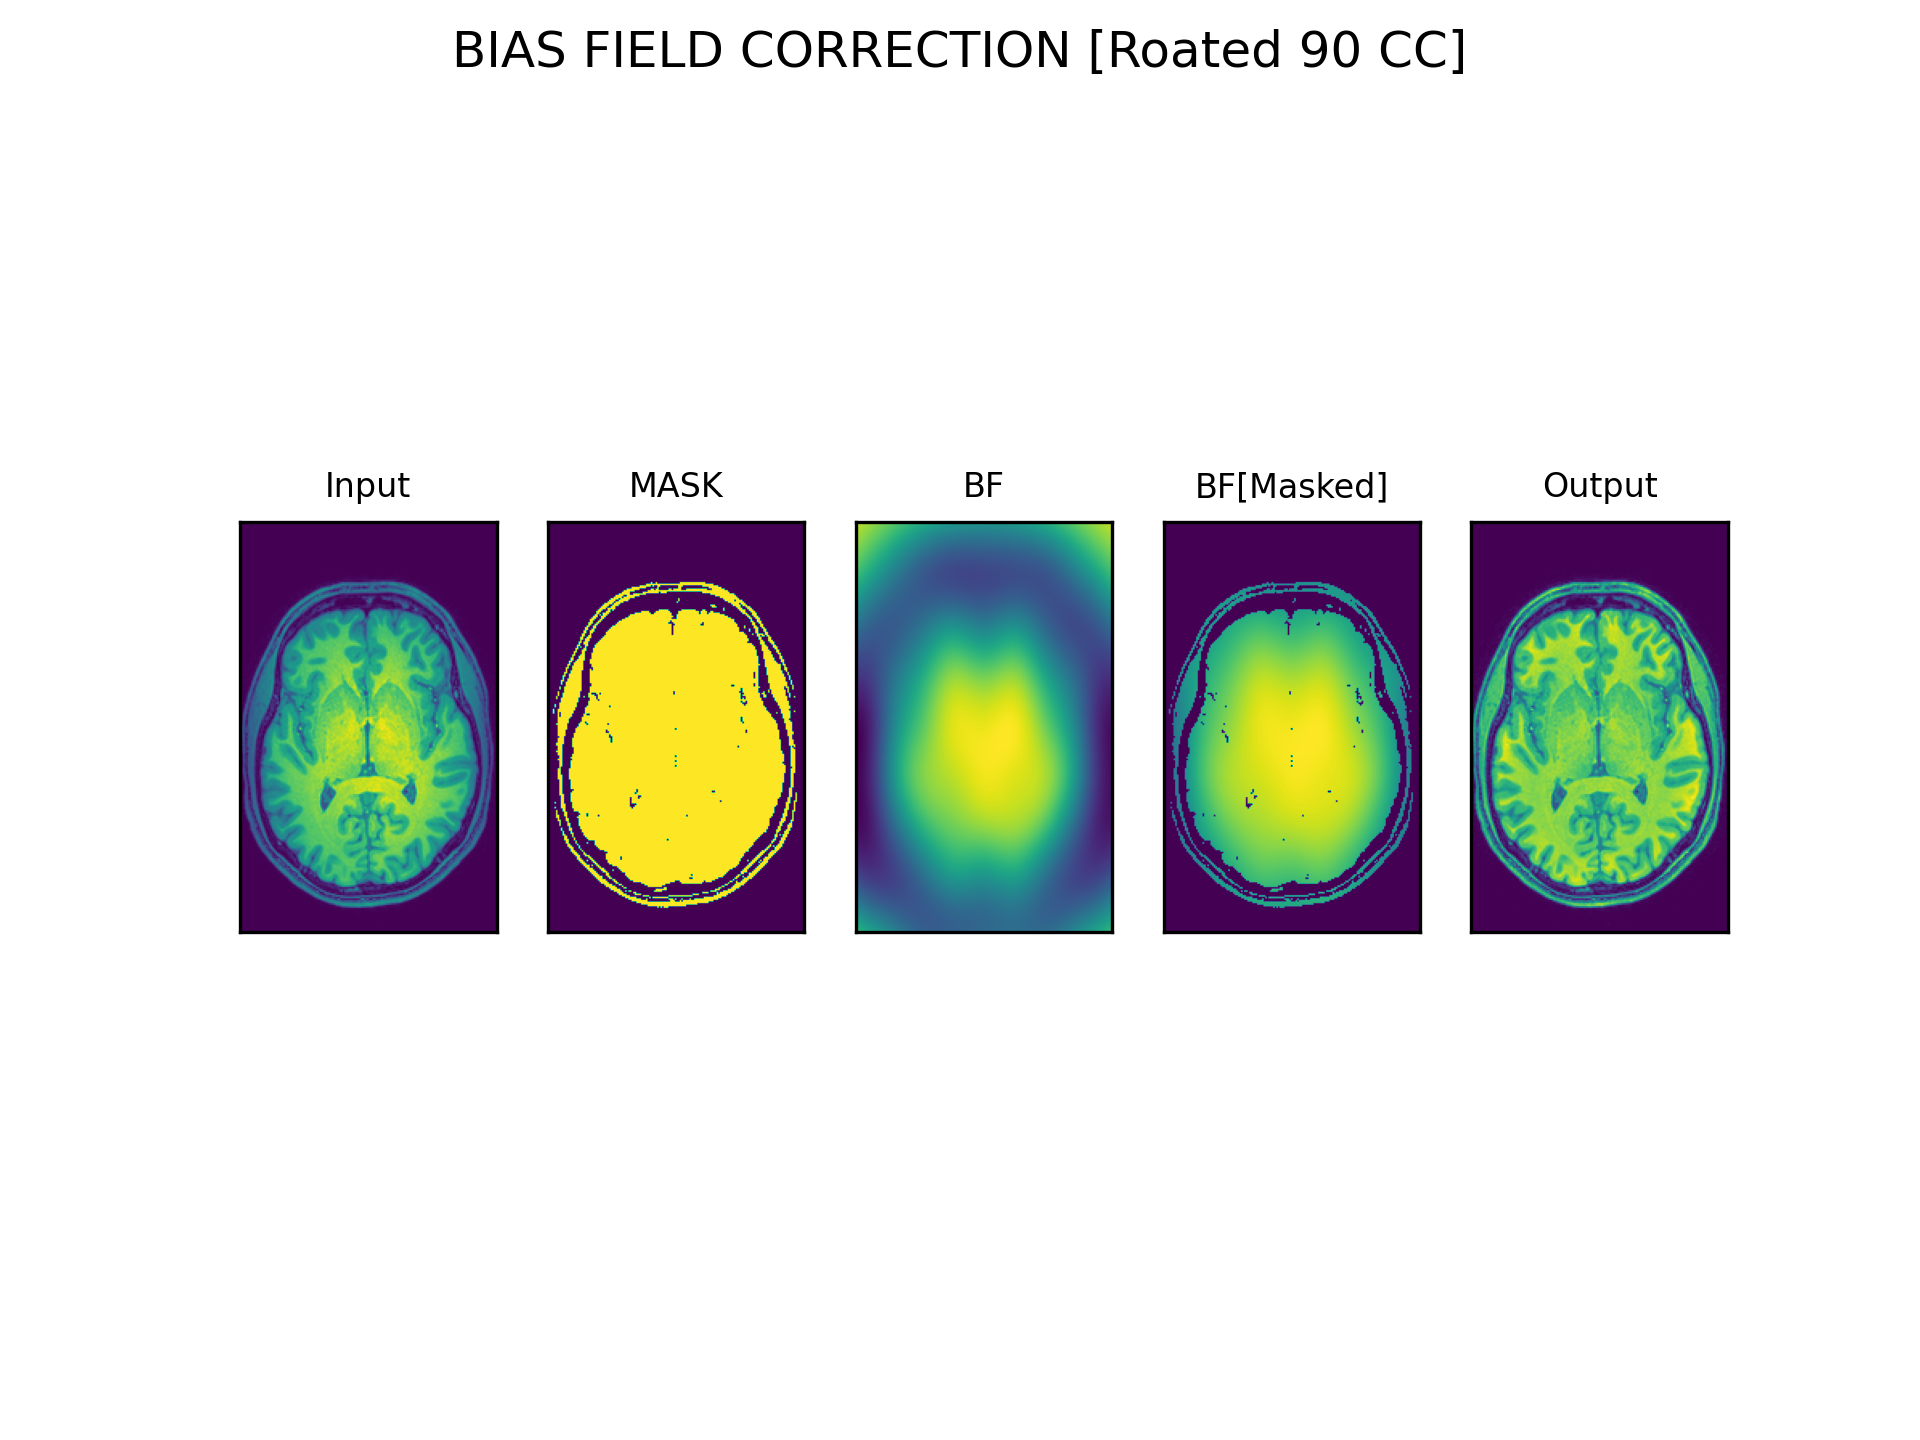 BIAS FIELD CORRECTION [Roated 90 CC]
Input
MASK
BF
BF[Masked]
Output